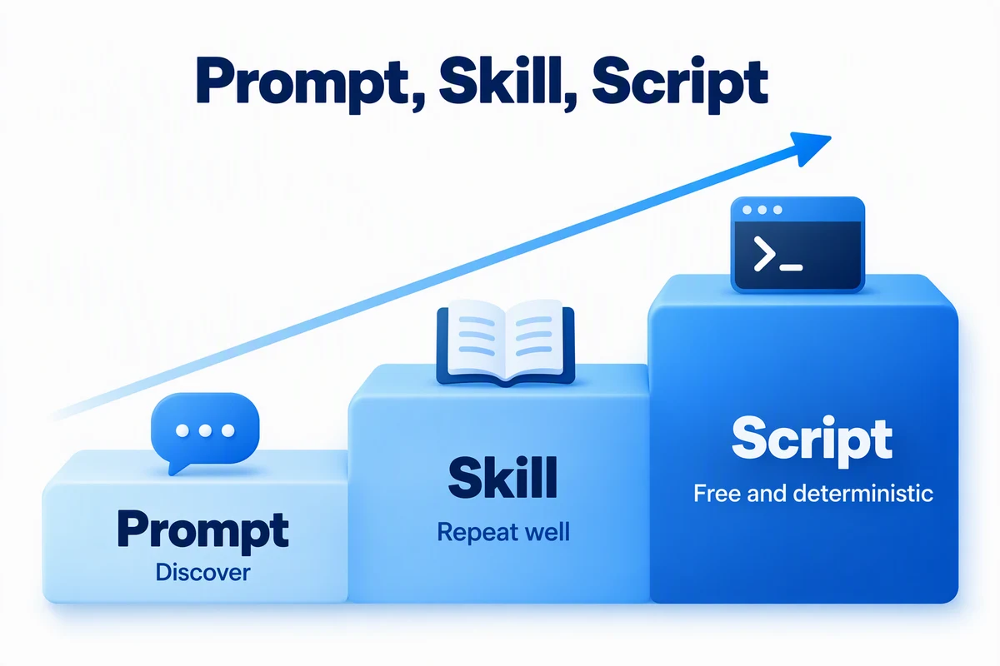 Prompt, Skill, Script
Prompt
Discover
Skill
Repeat well
Script
Free and deterministic